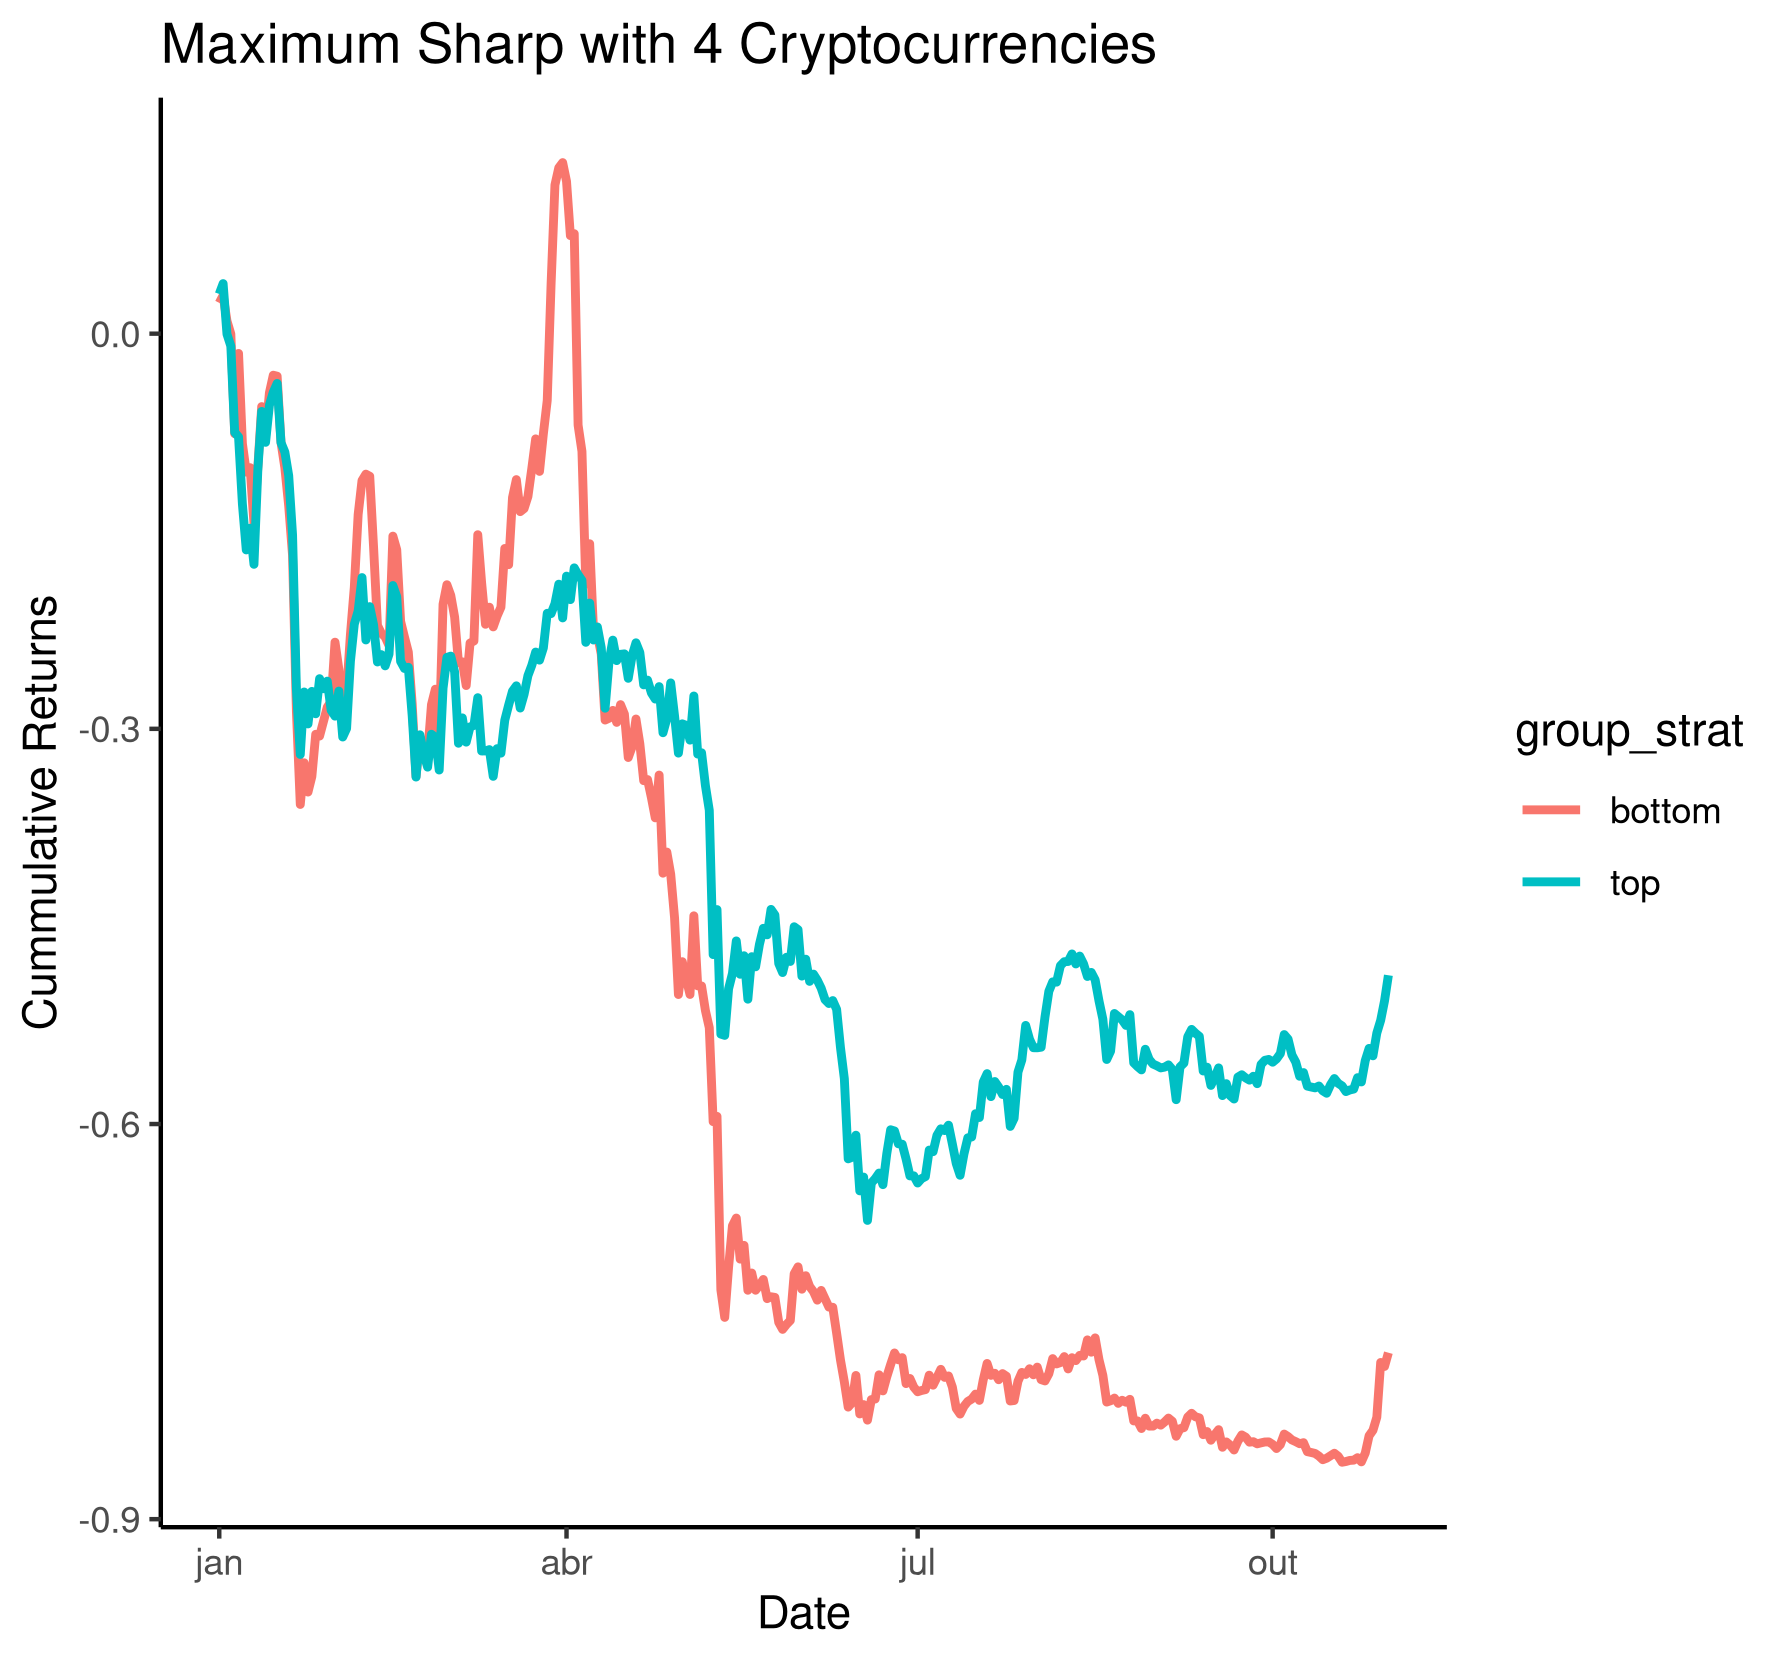 Maximum Sharp with 4 Cryptocurrencies
Cummulative Returns
0.0
-0.3
-0.6
-0.9
jan
abr
jul
out
Date
group_strat
bottom
top